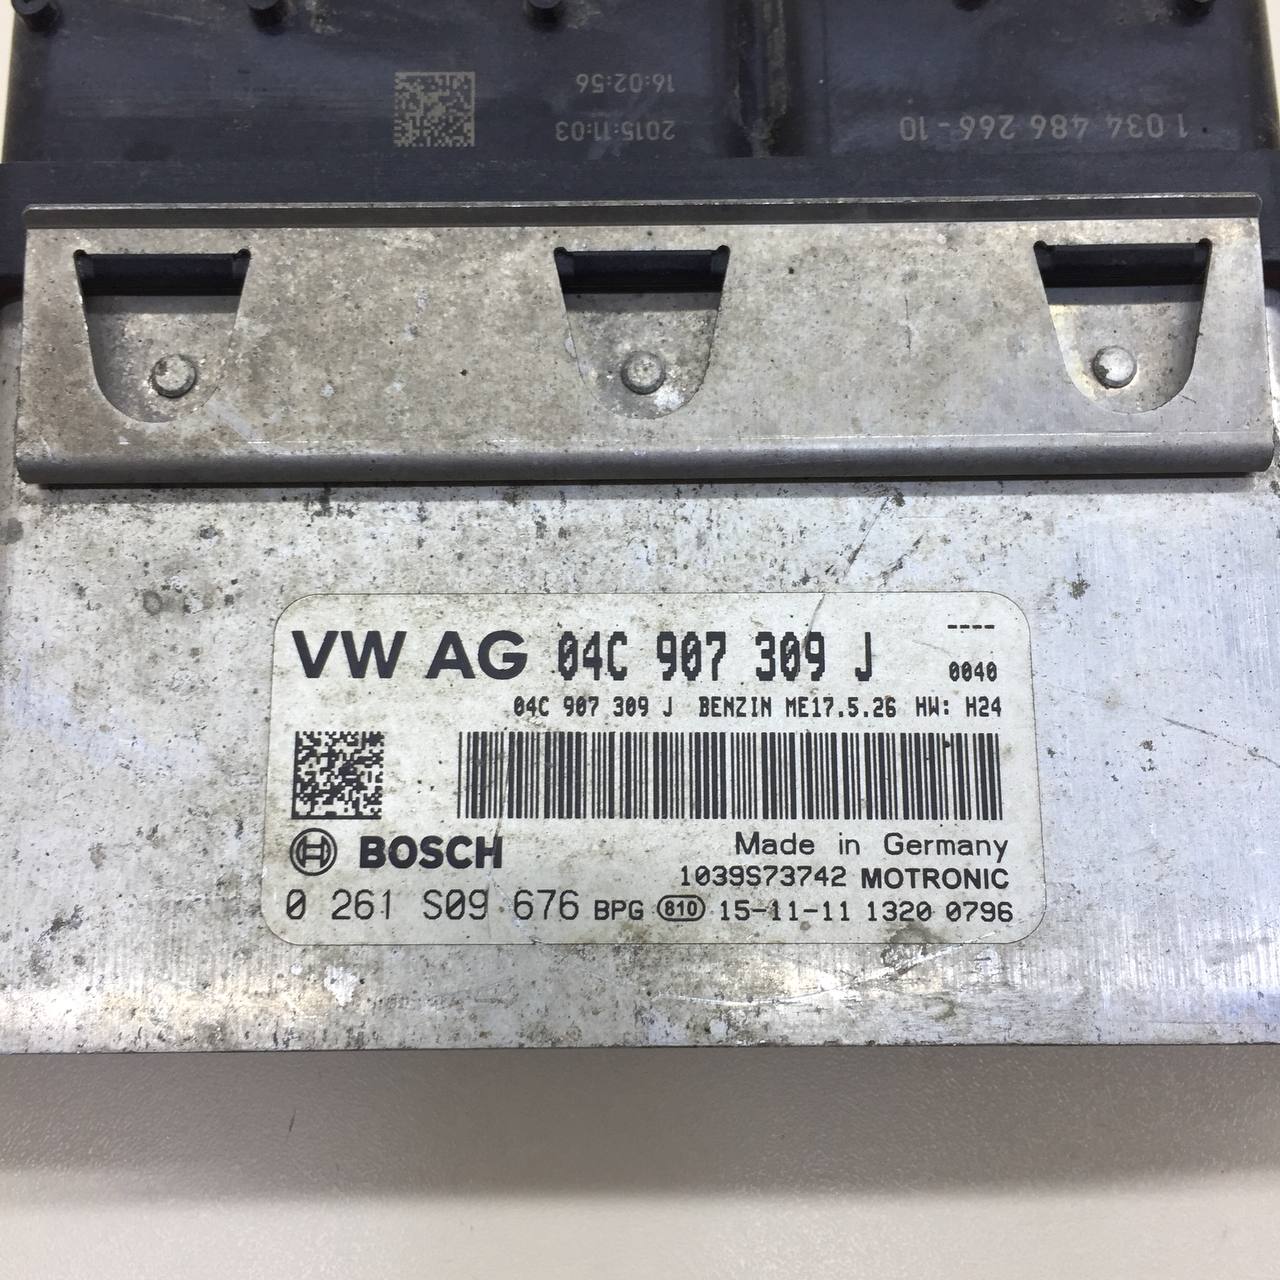 16:02:56
2015:11:03
1 034 486 266-10
----
VW AG 04C 907 309 J 0040
04C 907 309 J BENZIN ME17.5.26 HW: H24
BOSCH Made in Germany
1039S73742 MOTRONIC
0 261 S09 676 BPG 810 15-11-11 1320 0796